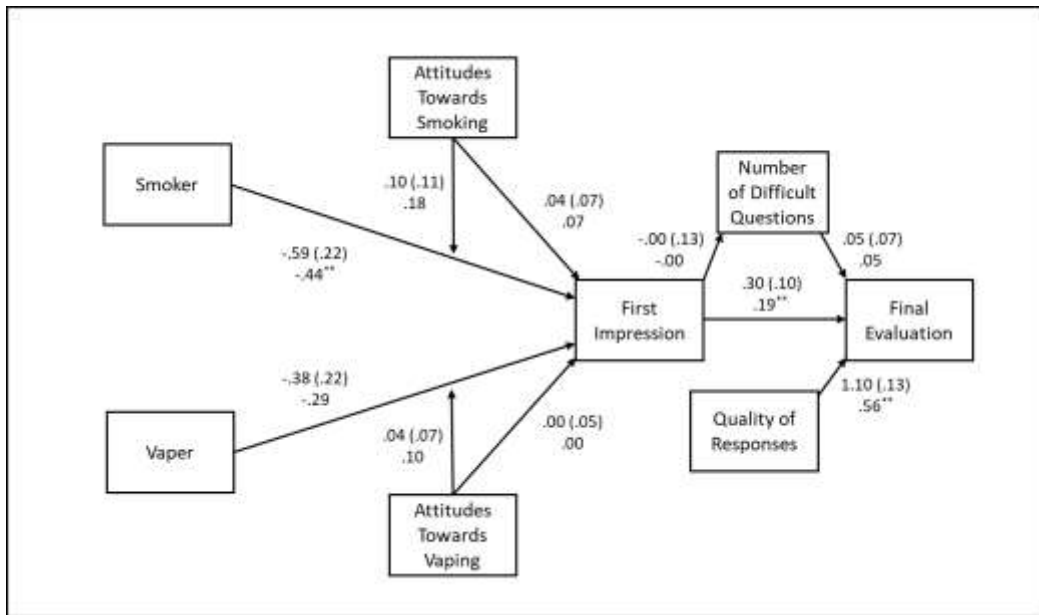 Attitudes
Towards
Smoking
Smoker
.10 (.11)
.18
.04 (.07)
.07
-.59 (.22)
-.44**
Number
of Difficult
Questions
-.00 (.13)
-.00
.05 (.07)
.05
.30 (.10)
.19**
First
Impression
Final
Evaluation
-.38 (.22)
-.29
Vaper
.04 (.07)
.10
.00 (.05)
.00
Quality of
Responses
1.10 (.13)
.56**
Attitudes
Towards
Vaping